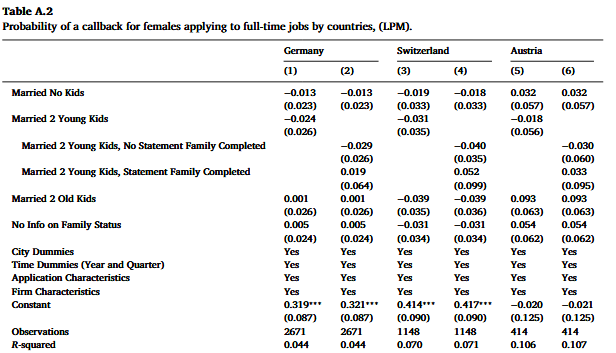 Table A.2
Probability of a callback for females applying to full-time jobs by countries, (LPM).
Germany Switzerland Austria
(1) (2) (3) (4) (5) (6)
Married No Kids −0.013 −0.013 −0.019 −0.018 0.032 0.032
(0.023) (0.023) (0.033) (0.033) (0.057) (0.057)
Married 2 Young Kids −0.024 −0.031 −0.018
(0.026) (0.035) (0.056)
Married 2 Young Kids, No Statement Family Completed −0.029 −0.040 −0.030
(0.026) (0.035) (0.060)
Married 2 Young Kids, Statement Family Completed 0.019 0.052 0.033
(0.064) (0.099) (0.095)
Married 2 Old Kids 0.001 0.001 −0.039 −0.039 0.093 0.093
(0.026) (0.026) (0.035) (0.036) (0.063) (0.063)
No Info on Family Status 0.005 0.005 −0.031 −0.031 0.054 0.054
(0.024) (0.024) (0.034) (0.034) (0.062) (0.062)
City Dummies Yes Yes Yes Yes Yes Yes
Time Dummies (Year and Quarter) Yes Yes Yes Yes Yes Yes
Application Characteristics Yes Yes Yes Yes Yes Yes
Firm Characteristics Yes Yes Yes Yes Yes Yes
Constant 0.319*** 0.321*** 0.414*** 0.417*** −0.020 −0.021
(0.087) (0.087) (0.090) (0.090) (0.125) (0.125)
Observations 2671 2671 1148 1148 414 414
R-squared 0.044 0.044 0.070 0.071 0.106 0.107